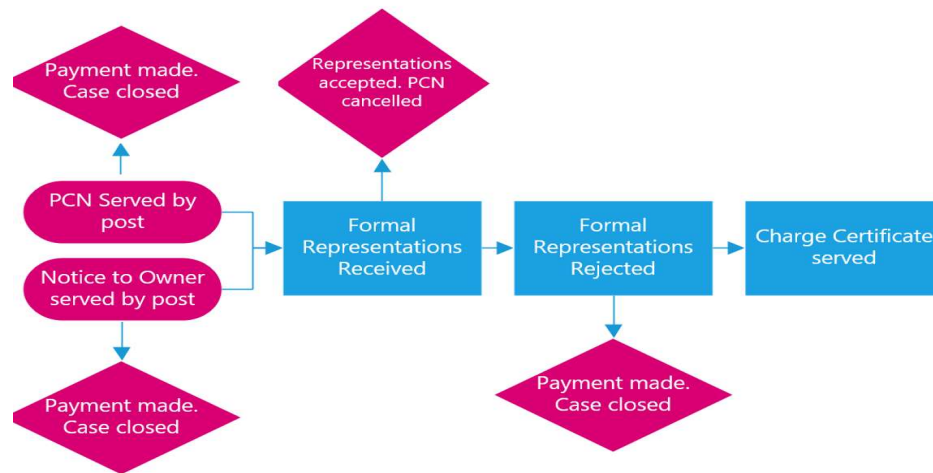 Payment made.
Case closed
Representations
accepted. PCN
cancelled
PCN Served by
post
Notice to Owner
served by post
Formal
Representations
Received
Formal
Representations
Rejected
Charge Certificate
served
Payment made.
Case closed
Payment made.
Case closed